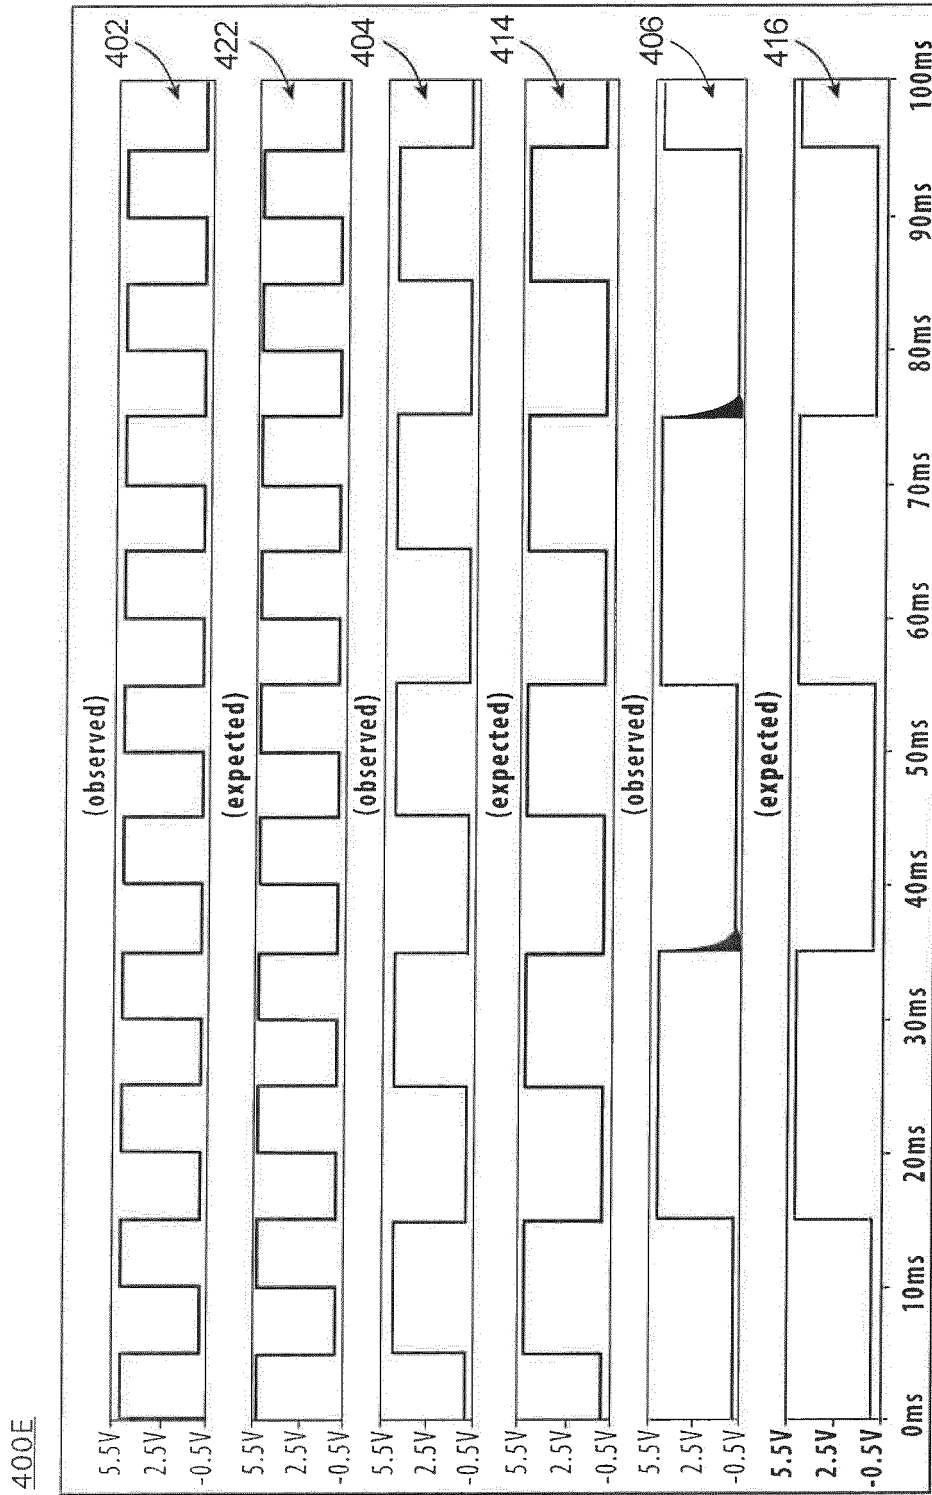 400E
5.5V
2.5V
-0.5V
(observed)
402
5.5V
2.5V
-0.5V
(expected)
422
5.5V
2.5V
-0.5V
(observed)
404
5.5V
2.5V
-0.5V
(expected)
414
5.5V
2.5V
-0.5V
(observed)
406
5.5V
2.5V
-0.5V
(expected)
416
0ms 10ms 20ms 30ms 40ms 50ms 60ms 70ms 80ms 90ms 100ms